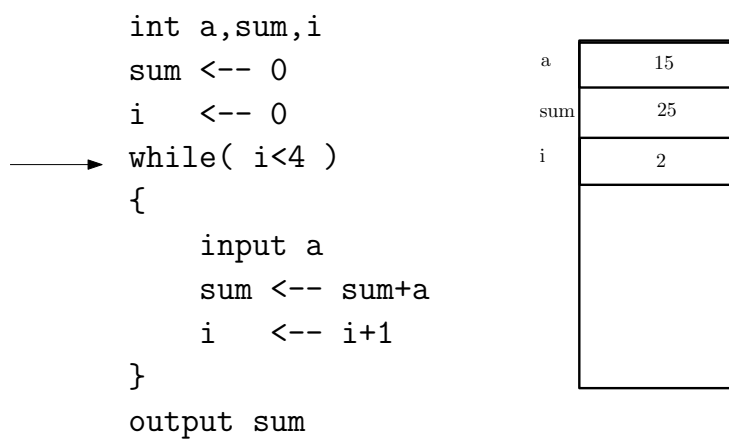 int a,sum,i
sum <-- 0
i <-- 0
while( i<4 )
{
input a
sum <-- sum+a
i <-- i+1
}
output sum
a 15
sum 25
i 2